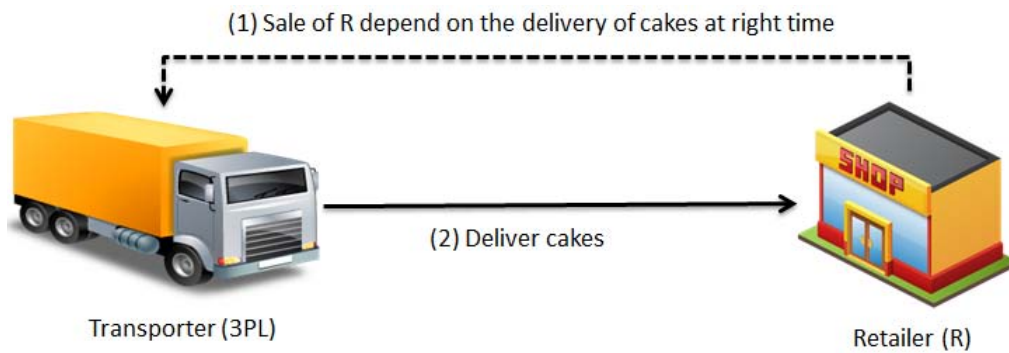 (1) Sale of R depend on the delivery of cakes at right time
SHOP
(2) Deliver cakes
Transporter (3PL)
Retailer (R)